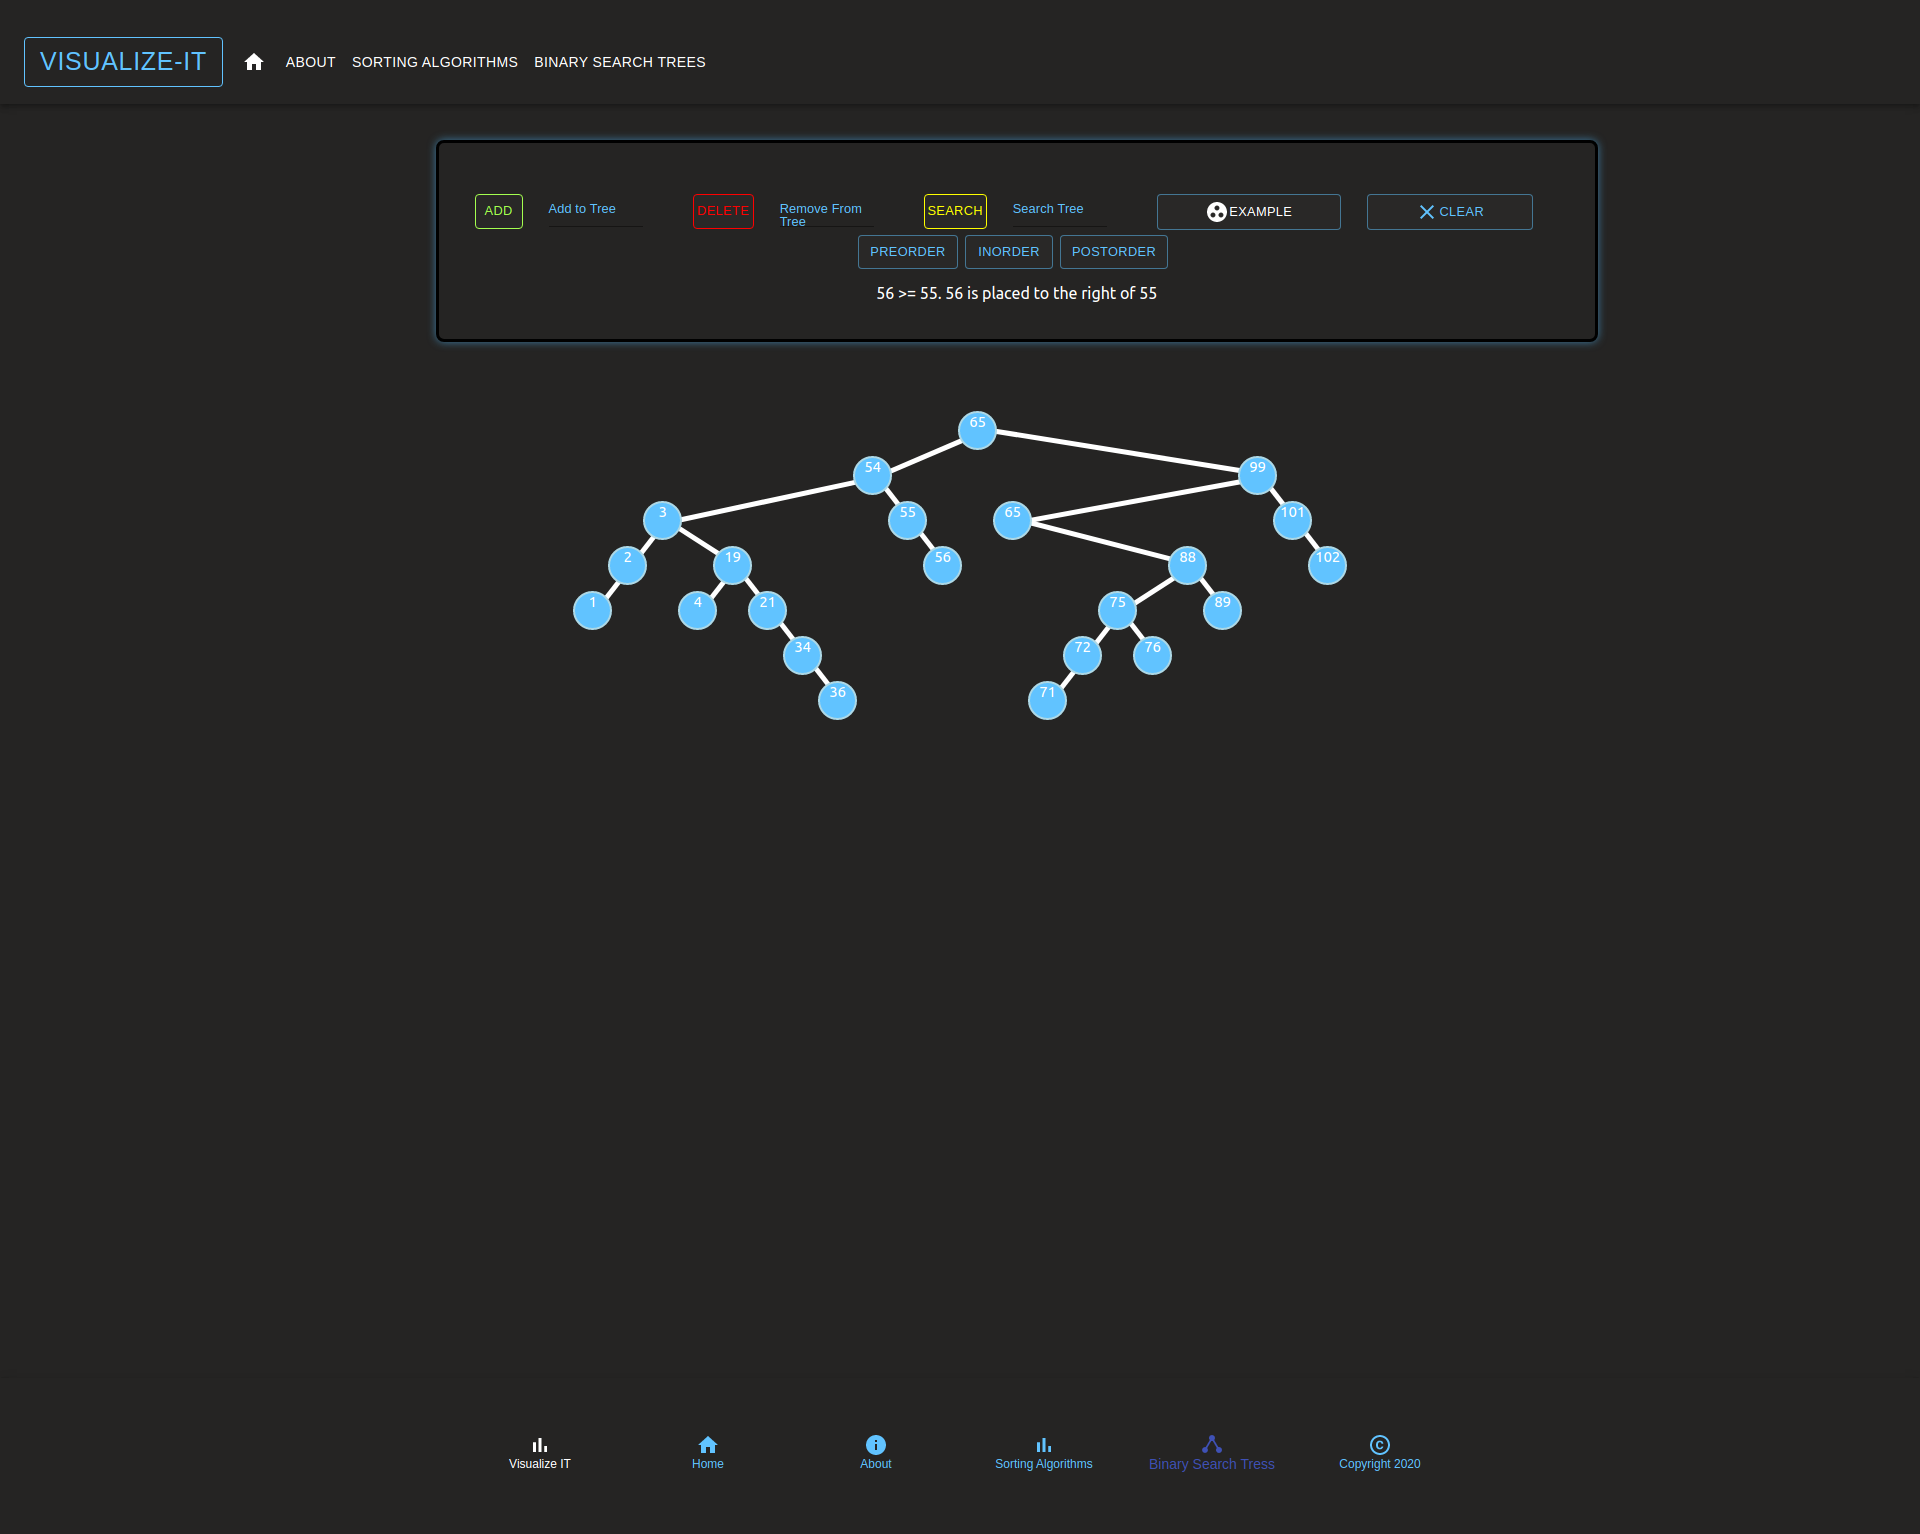 VISUALIZE-IT ABOUT SORTING ALGORITHMS BINARY SEARCH TREES
ADD Add to Tree DELETE Remove From Tree SEARCH Search Tree EXAMPLE CLEAR
PREORDER INORDER POSTORDER
56 >= 55. 56 is placed to the right of 55
65
54 99
3 55 65 101
2 19 56 88 102
1 4 21 75 89
34 72 76
36 71
Visualize IT Home About Sorting Algorithms Binary Search Tress Copyright 2020